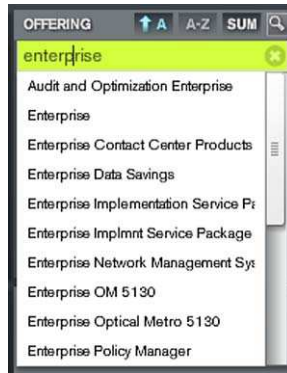 OFFERING A A-Z SUM
enterprise
Audit and Optimization Enterprise
Enterprise
Enterprise Contact Center Products
Enterprise Data Savings
Enterprise Implementation Service Pa
Enterprise Implmnt Service Package
Enterprise Network Management Sys
Enterprise OM 5130
Enterprise Optical Metro 5130
Enterprise Policy Manager